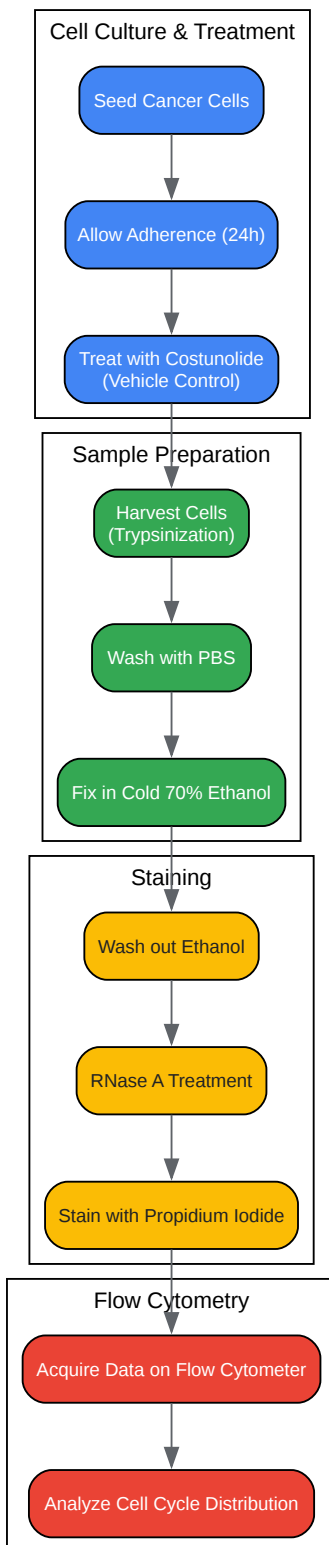 Cell Culture & Treatment
Seed Cancer Cells
Allow Adherence (24h)
Treat with Costunolide
(Vehicle Control)
Sample Preparation
Harvest Cells
(Trypsinization)
Wash with PBS
Fix in Cold 70% Ethanol
Staining
Wash out Ethanol
RNase A Treatment
Stain with Propidium Iodide
Flow Cytometry
Acquire Data on Flow Cytometer
Analyze Cell Cycle Distribution